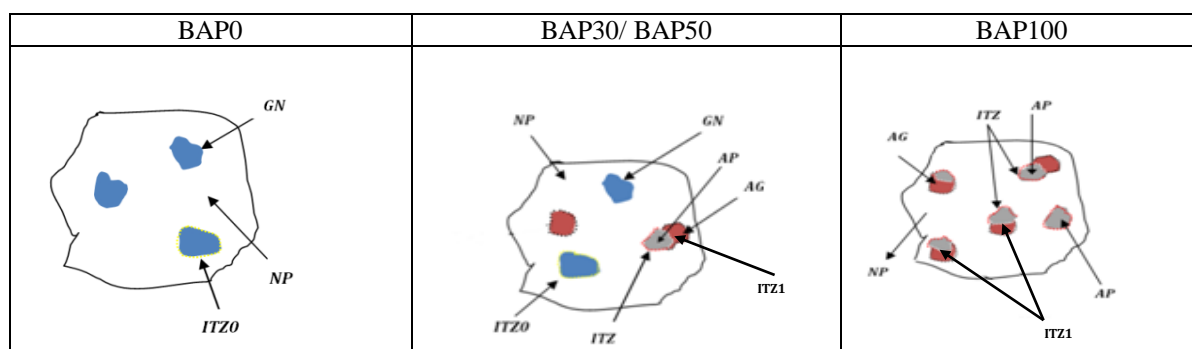 BAP0
BAP30/ BAP50
BAP100
GN
NP
ITZ0
NP
GN
AP
AG
ITZ1
ITZ0
ITZ
ITZ
AP
AG
NP
AP
ITZ1